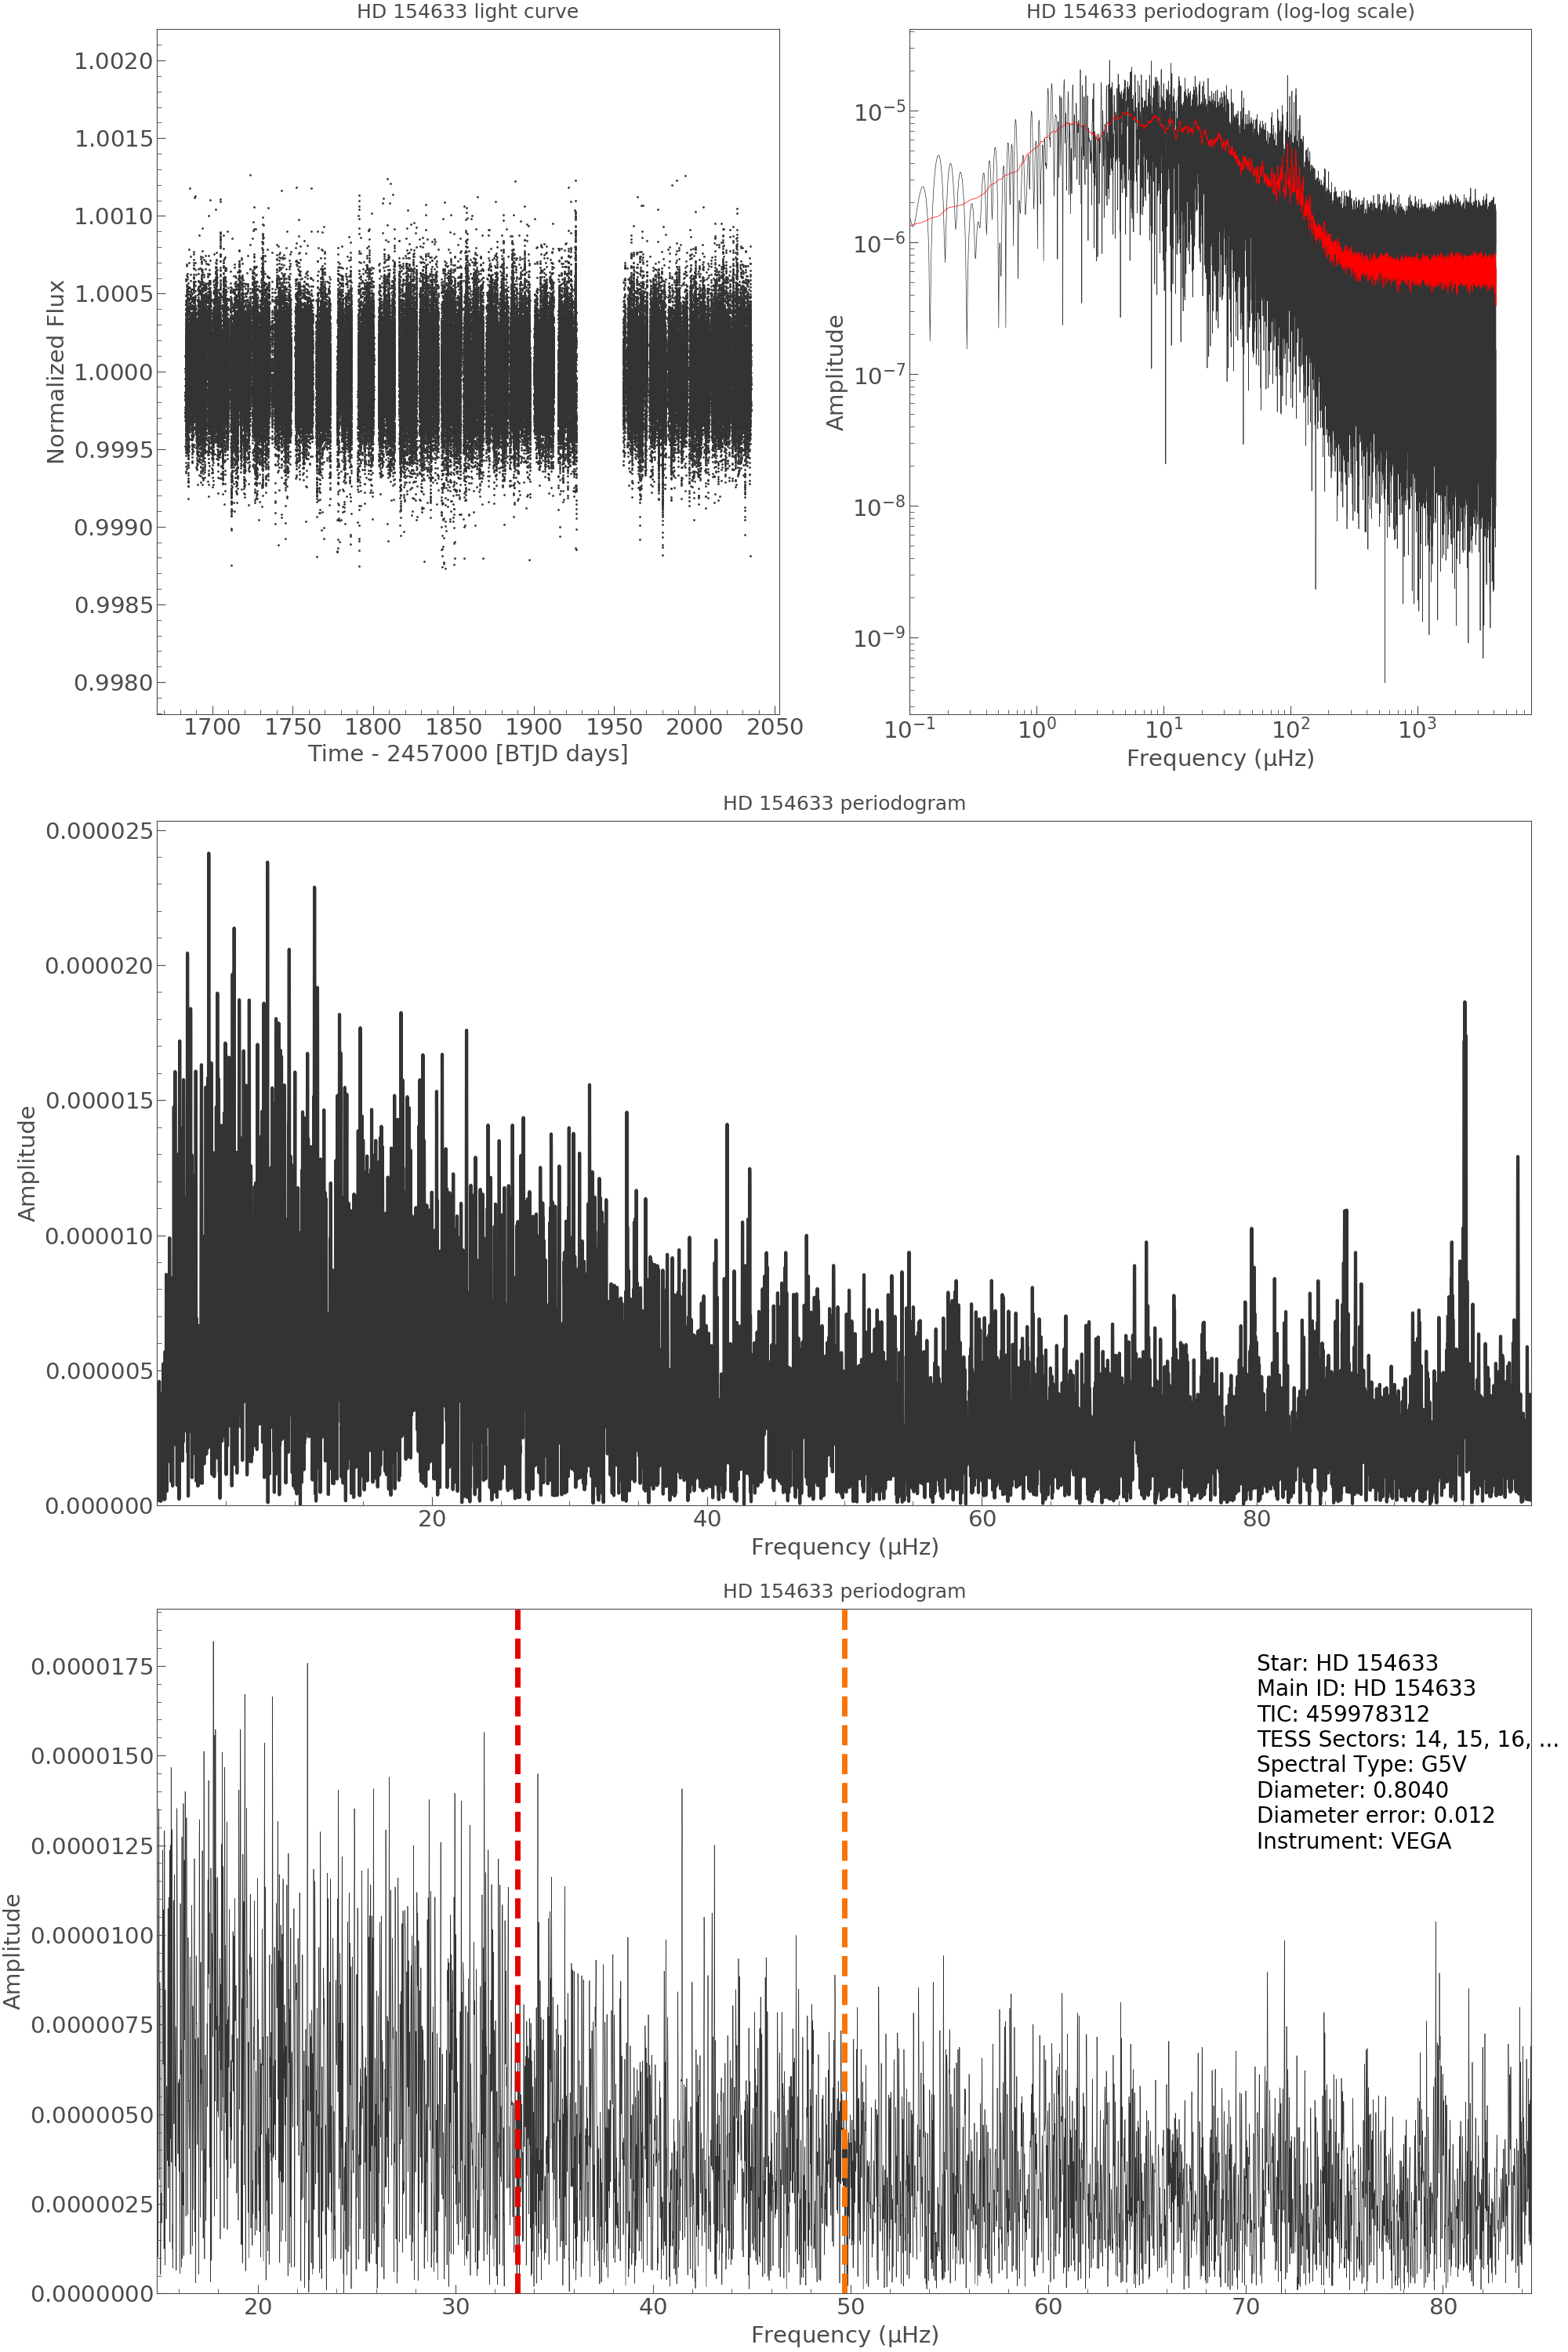 HD 154633 light curve
1.0020
1.0015
1.0010
1.0005
1.0000
0.9995
0.9990
0.9985
0.9980
Normalized Flux
1700 1750 1800 1850 1900 1950 2000 2050
Time - 2457000 [BTJD days]
HD 154633 periodogram (log-log scale)
10⁻⁵
10⁻⁶
10⁻⁷
10⁻⁸
10⁻⁹
Amplitude
10⁻¹ 10⁰ 10¹ 10² 10³
Frequency (μHz)
HD 154633 periodogram
0.000025
0.000020
0.000015
0.000010
0.000005
0.000000
Amplitude
20 40 60 80
Frequency (μHz)
HD 154633 periodogram
0.0000175
0.0000150
0.0000125
0.0000100
0.0000075
0.0000050
0.0000025
0.0000000
Amplitude
Star: HD 154633
Main ID: HD 154633
TIC: 459978312
TESS Sectors: 14, 15, 16, ...
Spectral Type: G5V
Diameter: 0.8040
Diameter error: 0.012
Instrument: VEGA
20 30 40 50 60 70 80
Frequency (μHz)